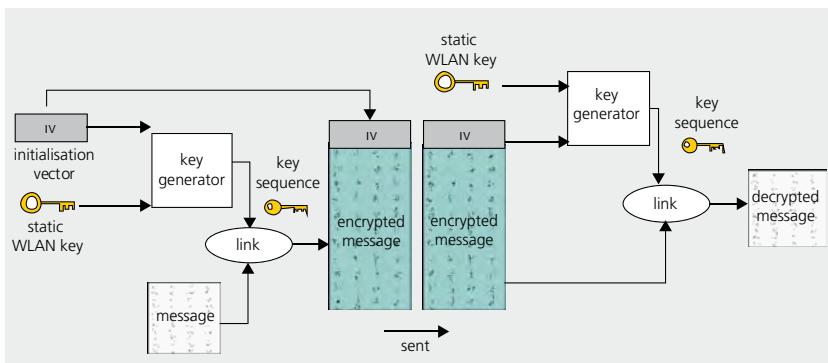 IV
initialisation
vector
static
WLAN key
key
generator
key
sequence
link
message
IV
encrypted
message
IV
encrypted
message
sent
static
WLAN key
key
generator
key
sequence
link
decrypted
message